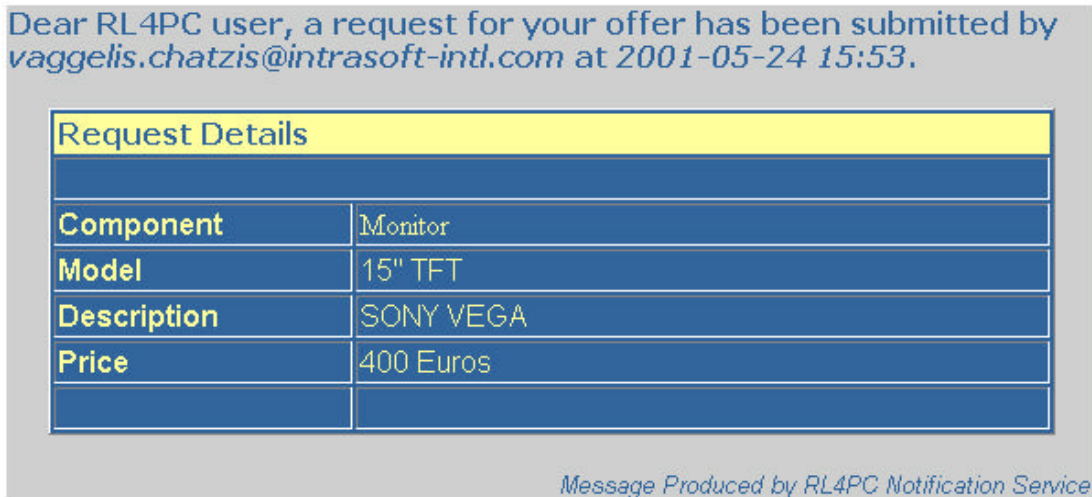 Dear RL4PC user, a request for your offer has been submitted by
vaggelis.chatzis@intrasoft-intl.com at 2001-05-24 15:53.
Request Details
Component Monitor
Model 15" TFT
Description SONY VEGA
Price 400 Euros
Message Produced by RL4PC Notification Service